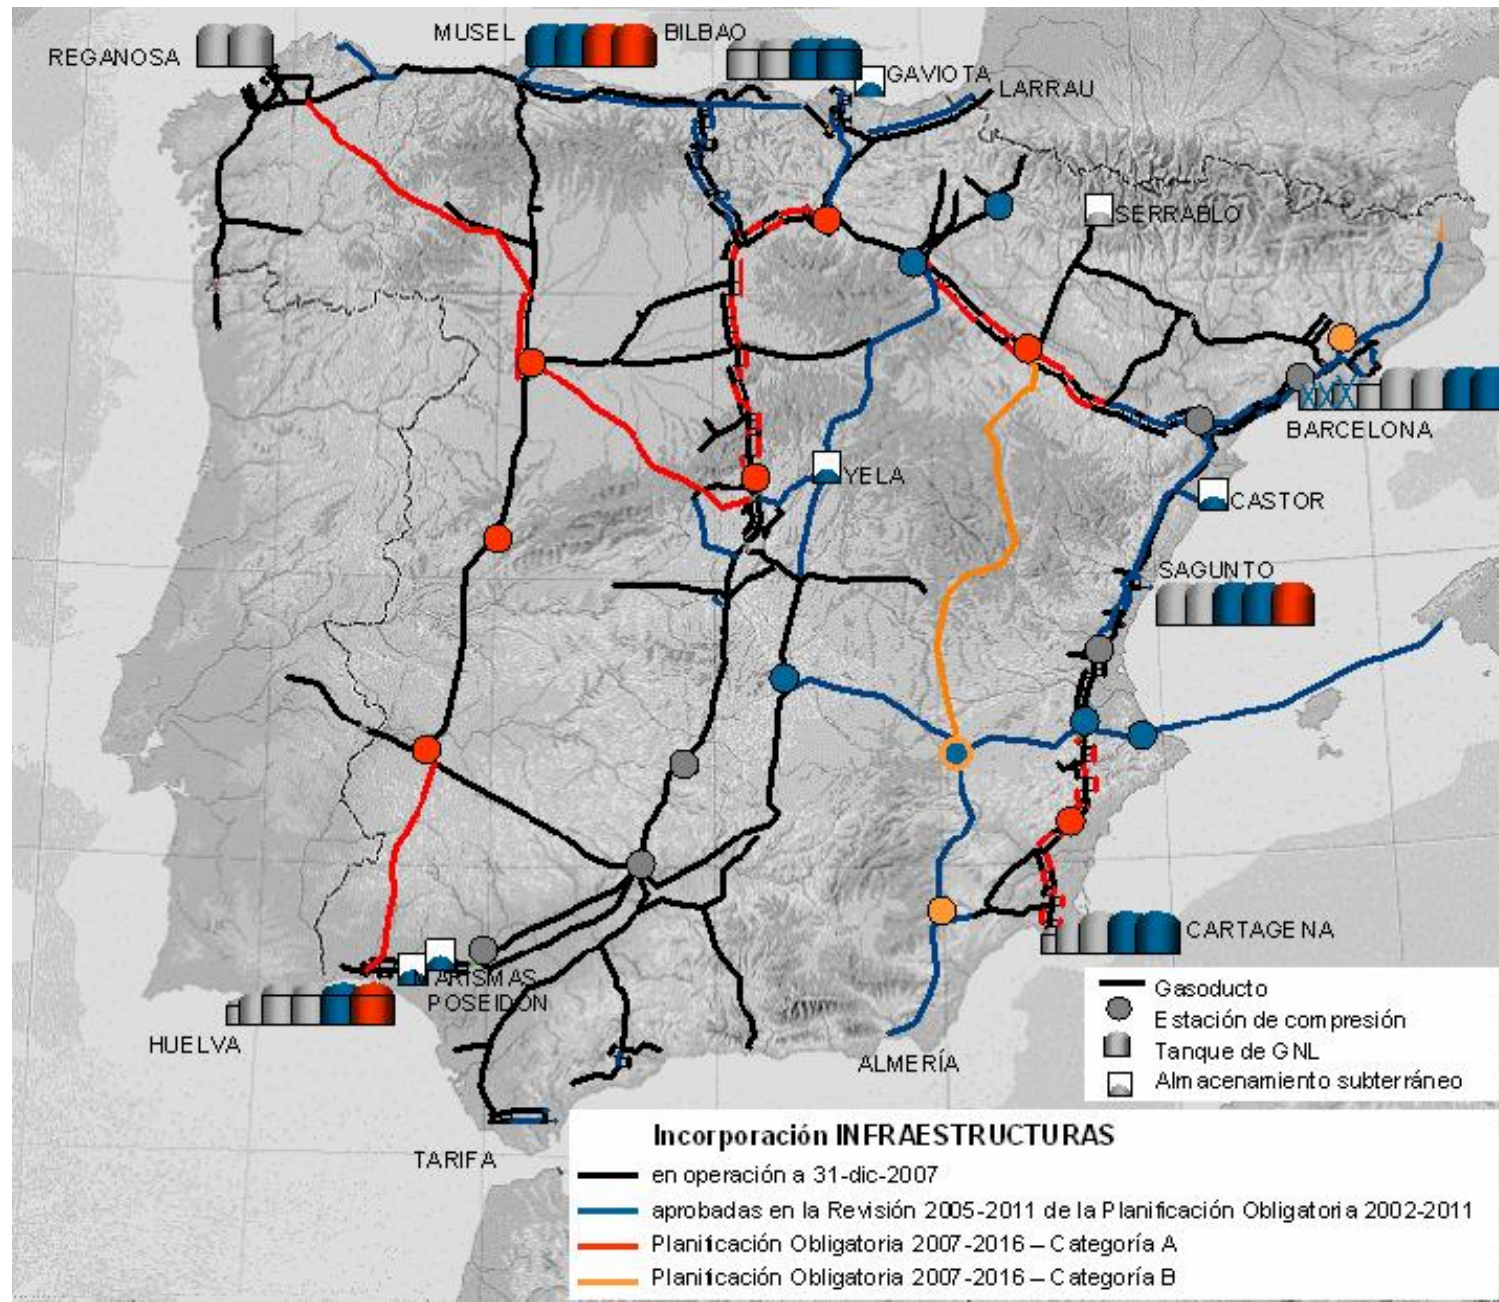 MUSEL
BILBAO
REGANOSA
GAVIOTA
LARRAU
SERRABLO
BARCELONA
YELA
CASTOR
SAGUNTO
CARTAGENA
MARISMAS
POSEIDÓN
HUELVA
ALMERÍA
TARIFA
Gasoducto
Estación de compresión
Tanque de GNL
Almacenamiento subterráneo
Incorporación INFRAESTRUCTURAS
en operación a 31-dic-2007
aprobadas en la Revisión 2005-2011 de la Planificación Obligatoria 2002-2011
Planificación Obligatoria 2007-2016 – Categoría A
Planificación Obligatoria 2007-2016 – Categoría B